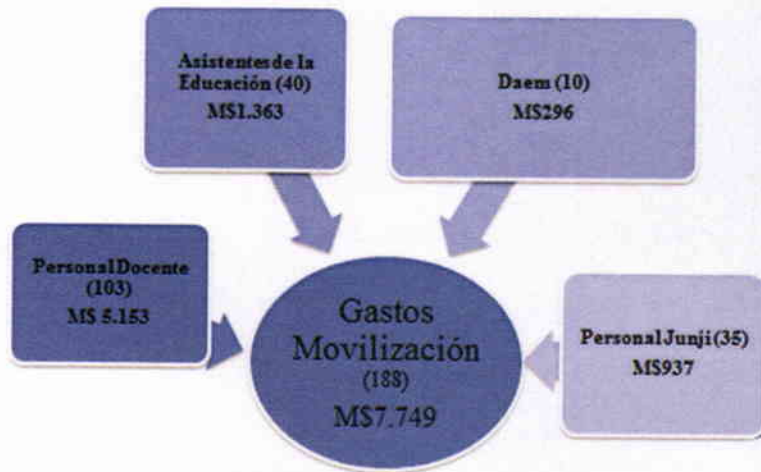 Asistentes de la
Educación (40)
M$1.363
Daem (10)
M$296
Personal Docente
(103)
M$ 5.153
Gastos
Movilización
(188)
M$7.749
Personal Junji (35)
M$937